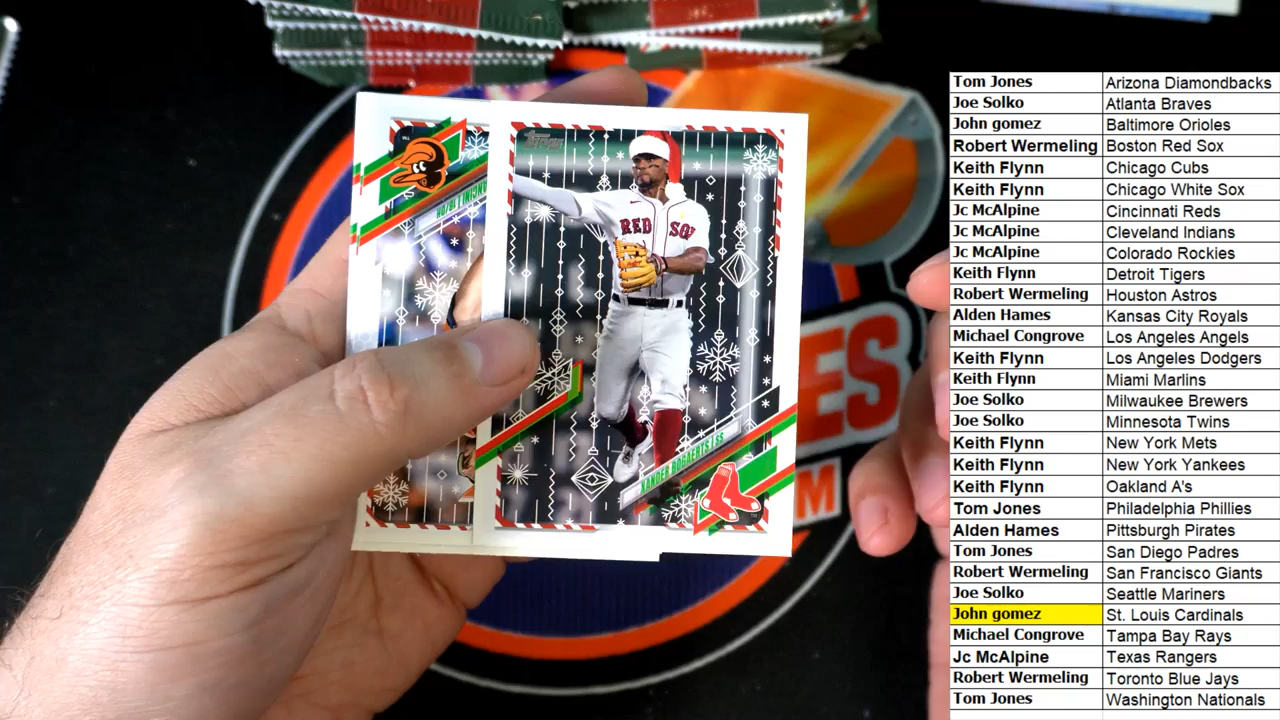 topps
XANDER BOGAERTS | SS
RED SOX
MANCINI | 1B/OF
TM
TM
ES
M
Tom Jones Arizona Diamondbacks
Joe Solko Atlanta Braves
John gomez Baltimore Orioles
Robert Wermeling Boston Red Sox
Keith Flynn Chicago Cubs
Keith Flynn Chicago White Sox
Jc McAlpine Cincinnati Reds
Jc McAlpine Cleveland Indians
Jc McAlpine Colorado Rockies
Keith Flynn Detroit Tigers
Robert Wermeling Houston Astros
Alden Hames Kansas City Royals
Michael Congrove Los Angeles Angels
Keith Flynn Los Angeles Dodgers
Keith Flynn Miami Marlins
Joe Solko Milwaukee Brewers
Joe Solko Minnesota Twins
Keith Flynn New York Mets
Keith Flynn New York Yankees
Keith Flynn Oakland A's
Tom Jones Philadelphia Phillies
Alden Hames Pittsburgh Pirates
Tom Jones San Diego Padres
Robert Wermeling San Francisco Giants
Joe Solko Seattle Mariners
John gomez St. Louis Cardinals
Michael Congrove Tampa Bay Rays
Jc McAlpine Texas Rangers
Robert Wermeling Toronto Blue Jays
Tom Jones Washington Nationals